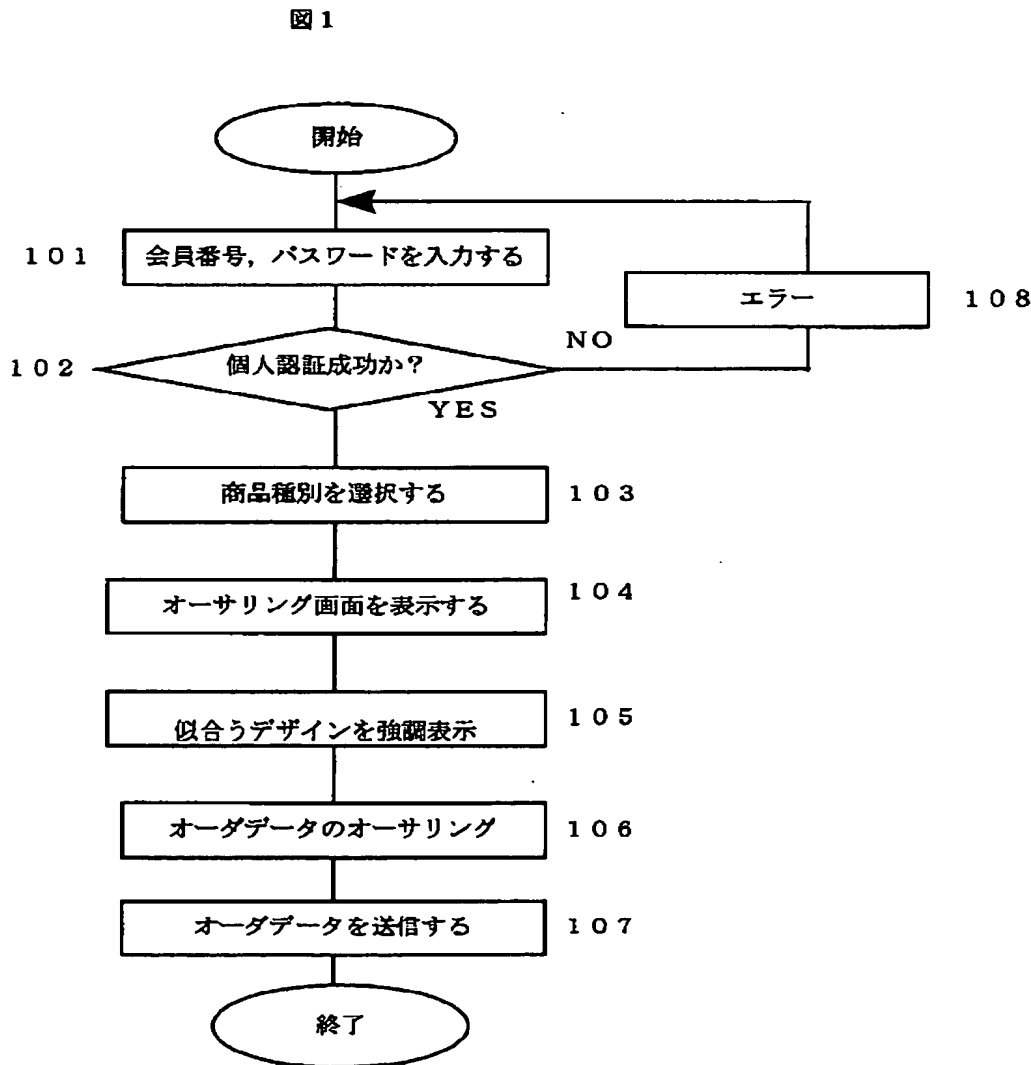 図1
開始
101 会員番号，パスワードを入力する
エラー 108
102 個人認証成功か？ NO
YES
商品種別を選択する 103
オーサリング画面を表示する 104
似合うデザインを強調表示 105
オーダデータのオーサリング 106
オーダデータを送信する 107
終了